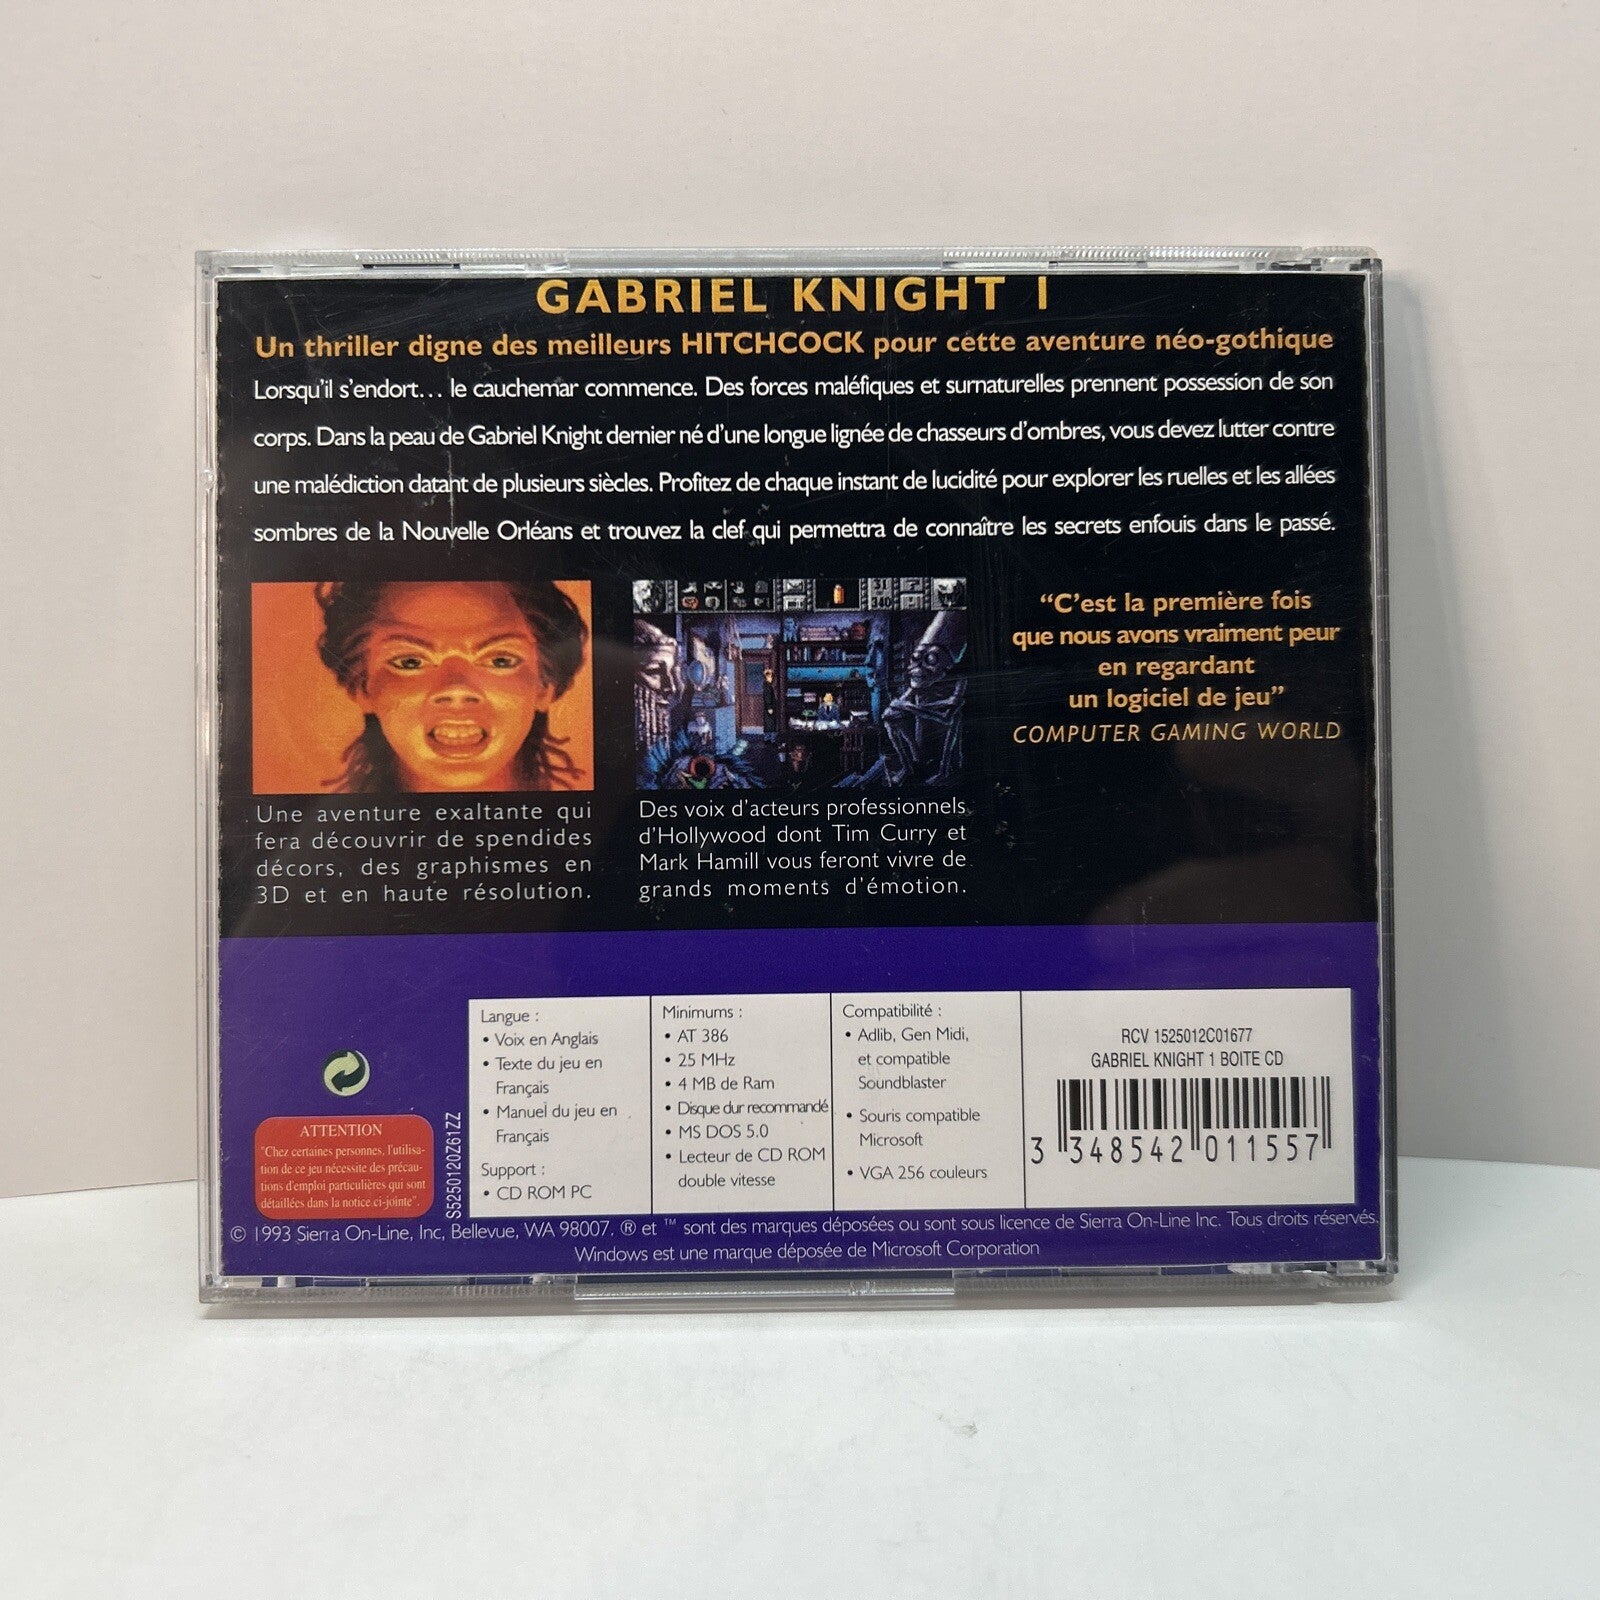 GABRIEL KNIGHT I
Un thriller digne des meilleurs HITCHCOCK pour cette aventure néo-gothique
Lorsqu'il s'endort... le cauchemar commence. Des forces maléfiques et surnaturelles prennent possession de son
corps. Dans la peau de Gabriel Knight dernier né d'une longue lignée de chasseurs d'ombres, vous devez lutter contre
une malédiction datant de plusieurs siècles. Profitez de chaque instant de lucidité pour explorer les ruelles et les allées
sombres de la Nouvelle Orléans et trouvez la clef qui permettra de connaître les secrets enfouis dans le passé.
31
340
"C'est la première fois
que nous avons vraiment peur
en regardant
un logiciel de jeu"
COMPUTER GAMING WORLD
Une aventure exaltante qui
fera découvrir de spendides
décors, des graphismes en
3D et en haute résolution.
Des voix d'acteurs professionnels
d'Hollywood dont Tim Curry et
Mark Hamill vous feront vivre de
grands moments d'émotion.
ATTENTION
"Chez certaines personnes, l'utilisa-
tion de ce jeu nécessite des précau-
tions d'emploi particulières qui sont
détaillées dans la notice ci-jointe".
S5250120Z61ZZ
Langue :
• Voix en Anglais
• Texte du jeu en
Français
• Manuel du jeu en
Français
Support :
• CD ROM PC
Minimums :
• AT 386
• 25 MHz
• 4 MB de Ram
• Disque dur recommandé
• MS DOS 5.0
• Lecteur de CD ROM
double vitesse
Compatibilité :
• Adlib, Gen Midi,
et compatible
Soundblaster
• Souris compatible
Microsoft
• VGA 256 couleurs
RCV 1525012C01677
GABRIEL KNIGHT 1 BOITE CD
3 348542 011557
© 1993 Sierra On-Line, Inc, Bellevue, WA 98007. ® et ™ sont des marques déposées ou sont sous licence de Sierra On-Line Inc. Tous droits réservés.
Windows est une marque déposée de Microsoft Corporation